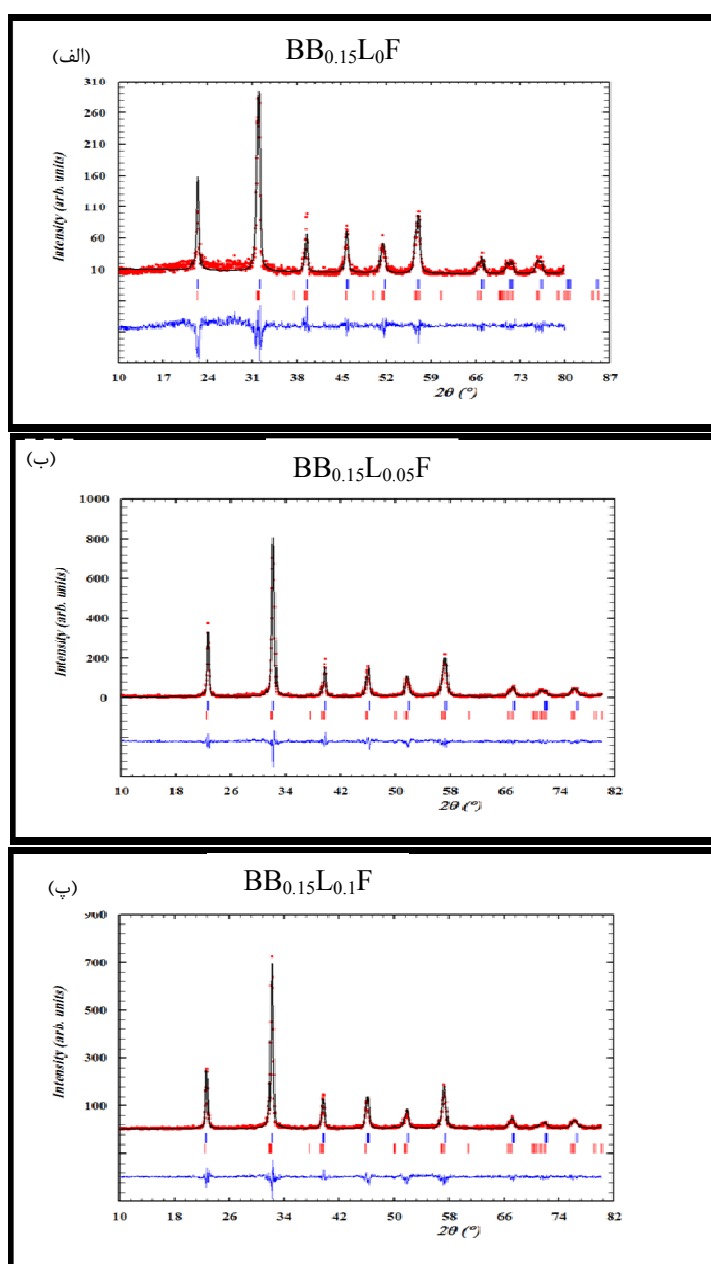 (الف)
BB₀.₁₅L₀F
310
260
210
160
110
60
10
Intensity (arb. units)
10 17 24 31 38 45 52 59 66 73 80 87
2θ (°)
(ب)
BB₀.₁₅L₀.₀₅F
1000
800
600
400
200
0
Intensity (arb. units)
10 18 26 34 42 50 58 66 74 82
2θ (°)
(پ)
BB₀.₁₅L₀.₁F
900
700
500
300
100
Intensity (arb. units)
10 18 26 34 42 50 58 66 74 82
2θ (°)